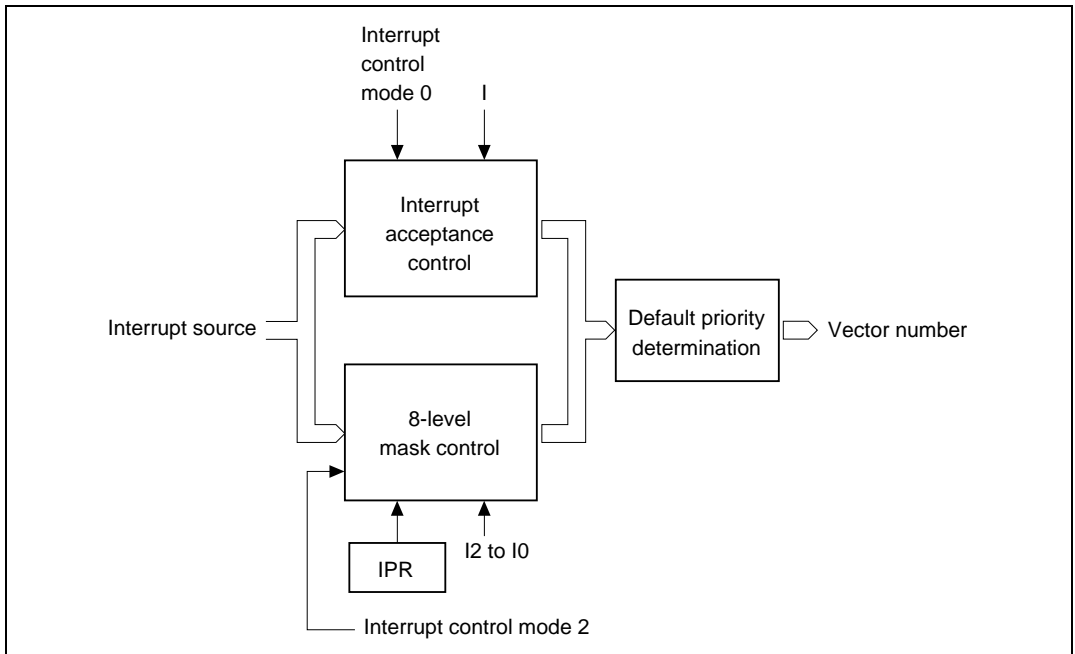 Interrupt
control
mode 0
I
Interrupt
acceptance
control
Interrupt source
Default priority
determination
Vector number
8-level
mask control
IPR
I2 to I0
Interrupt control mode 2